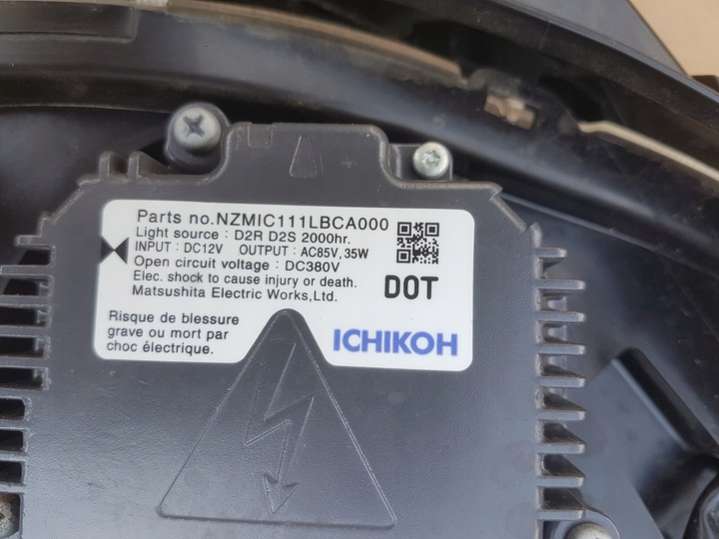 Parts no.NZMIC111LBCA000
Light source : D2R D2S 2000hr.
INPUT : DC12V OUTPUT : AC85V,35W
Open circuit voltage : DC380V
Elec. shock to cause injury or death.
Matsushita Electric Works,Ltd.
DOT
Risque de blessure
grave ou mort par
choc électrique.
ICHIKOH